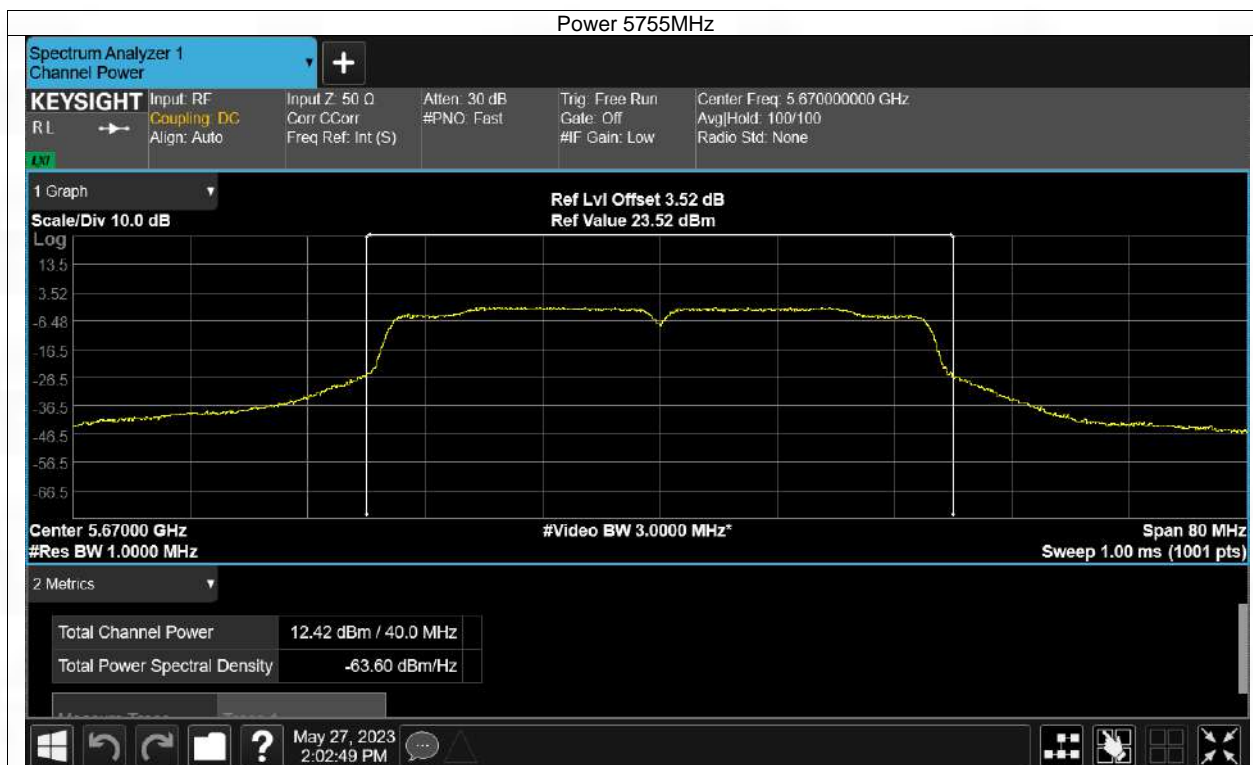 Power 5755MHz
Spectrum Analyzer 1
Channel Power
KEYSIGHT
RL
LXI
Input: RF
Coupling: DC
Align: Auto
Input Z: 50 Ω
Corr CCorr
Freq Ref: Int (S)
Atten: 30 dB
#PNO: Fast
Trig: Free Run
Gate: Off
#IF Gain: Low
Center Freq: 5.670000000 GHz
Avg|Hold: 100/100
Radio Std: None
1 Graph
Scale/Div 10.0 dB
Ref Lvl Offset 3.52 dB
Ref Value 23.52 dBm
Log
13.5
3.52
-6.48
-16.5
-26.5
-36.5
-46.5
-56.5
-66.5
Center 5.67000 GHz
#Video BW 3.0000 MHz*
Span 80 MHz
#Res BW 1.0000 MHz
Sweep 1.00 ms (1001 pts)
2 Metrics
Total Channel Power 12.42 dBm / 40.0 MHz
Total Power Spectral Density -63.60 dBm/Hz
May 27, 2023
2:02:49 PM